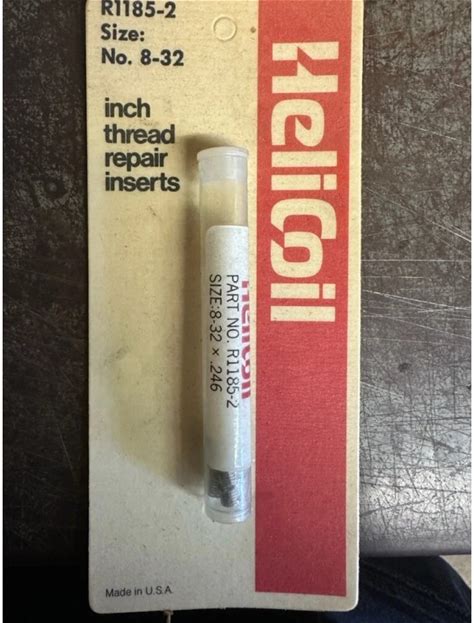 R1185-2
Size:
No. 8-32
inch
thread
repair
inserts
HeliCoil
HeliCoil
PART NO. R1185-2
SIZE:8-32 × .246
Made in U.S.A.